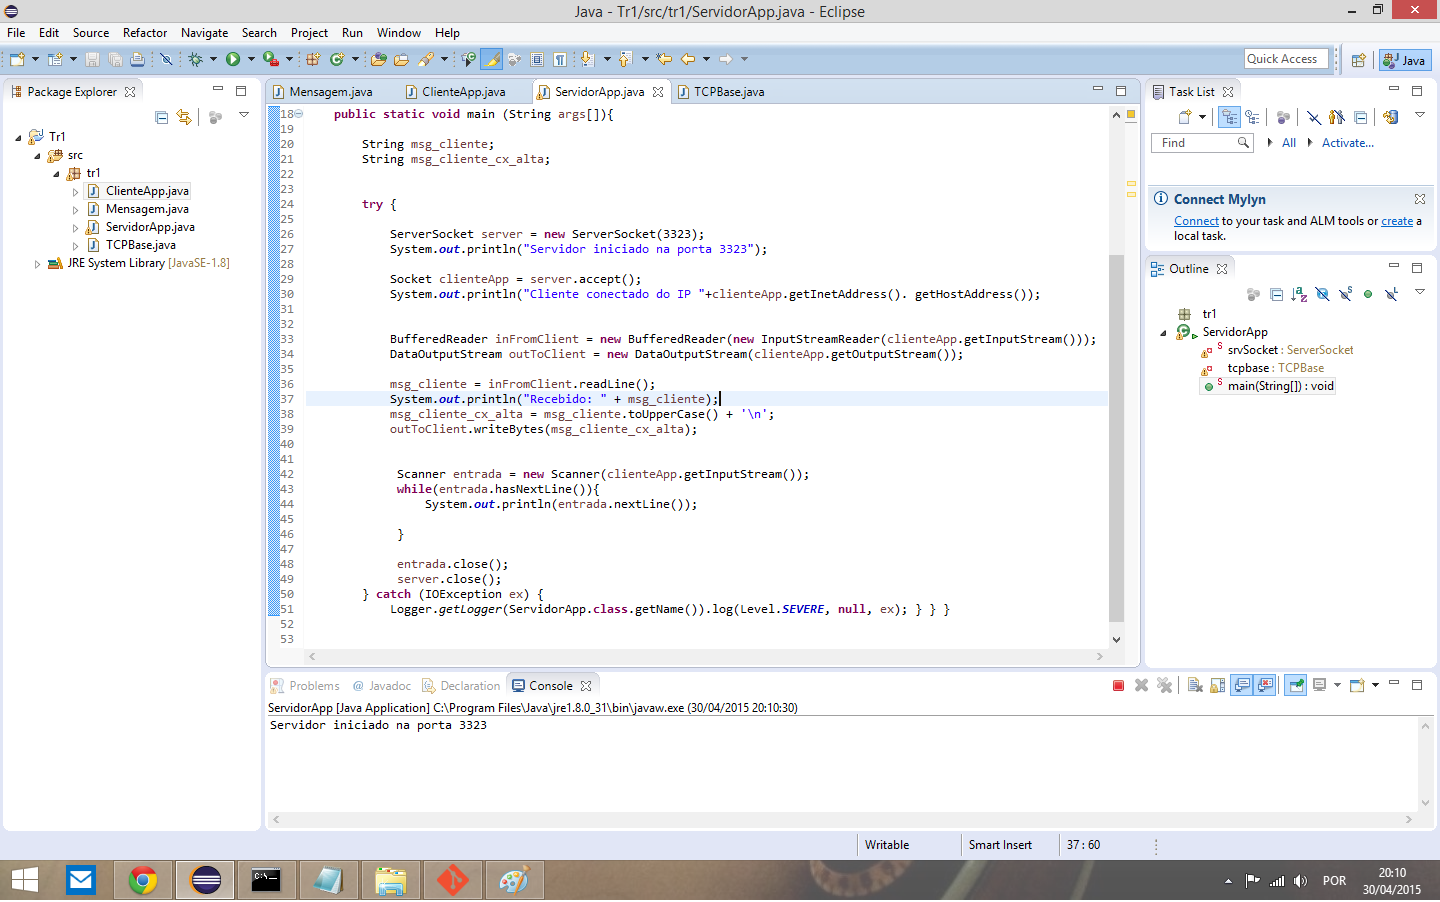 Java - Tr1/src/tr1/ServidorApp.java - Eclipse
File Edit Source Refactor Navigate Search Project Run Window Help
Quick Access
Java
Package Explorer
Tr1
src
tr1
ClienteApp.java
Mensagem.java
ServidorApp.java
TCPBase.java
JRE System Library [JavaSE-1.8]
Mensagem.java ClienteApp.java ServidorApp.java TCPBase.java
18 public static void main (String args[]){
19
20 String msg_cliente;
21 String msg_cliente_cx_alta;
22
23
24 try {
25
26 ServerSocket server = new ServerSocket(3323);
27 System.out.println("Servidor iniciado na porta 3323");
28
29 Socket clienteApp = server.accept();
30 System.out.println("Cliente conectado do IP "+clienteApp.getInetAddress(). getHostAddress());
31
32
33 BufferedReader inFromClient = new BufferedReader(new InputStreamReader(clienteApp.getInputStream()));
34 DataOutputStream outToClient = new DataOutputStream(clienteApp.getOutputStream());
35
36 msg_cliente = inFromClient.readLine();
37 System.out.println("Recebido: " + msg_cliente);
38 msg_cliente_cx_alta = msg_cliente.toUpperCase() + '\n';
39 outToClient.writeBytes(msg_cliente_cx_alta);
40
41
42 Scanner entrada = new Scanner(clienteApp.getInputStream());
43 while(entrada.hasNextLine()){
44 System.out.println(entrada.nextLine());
45
46 }
47
48 entrada.close();
49 server.close();
50 } catch (IOException ex) {
51 Logger.getLogger(ServidorApp.class.getName()).log(Level.SEVERE, null, ex); } } }
52
53
Task List
Find
All
Activate...
Connect Mylyn
Connect to your task and ALM tools or create a
local task.
Outline
tr1
ServidorApp
srvSocket : ServerSocket
tcpbase : TCPBase
main(String[]) : void
Problems @ Javadoc Declaration Console
ServidorApp [Java Application] C:\Program Files\Java\jre1.8.0_31\bin\javaw.exe (30/04/2015 20:10:30)
Servidor iniciado na porta 3323
Writable Smart Insert 37 : 60
POR
20:10
30/04/2015